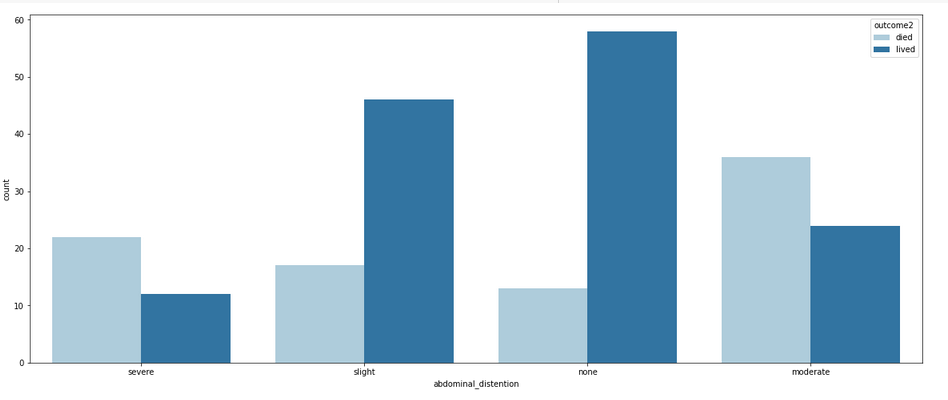 outcome2
died
lived
60
50
40
30
20
10
0
count
severe slight none moderate
abdominal_distention